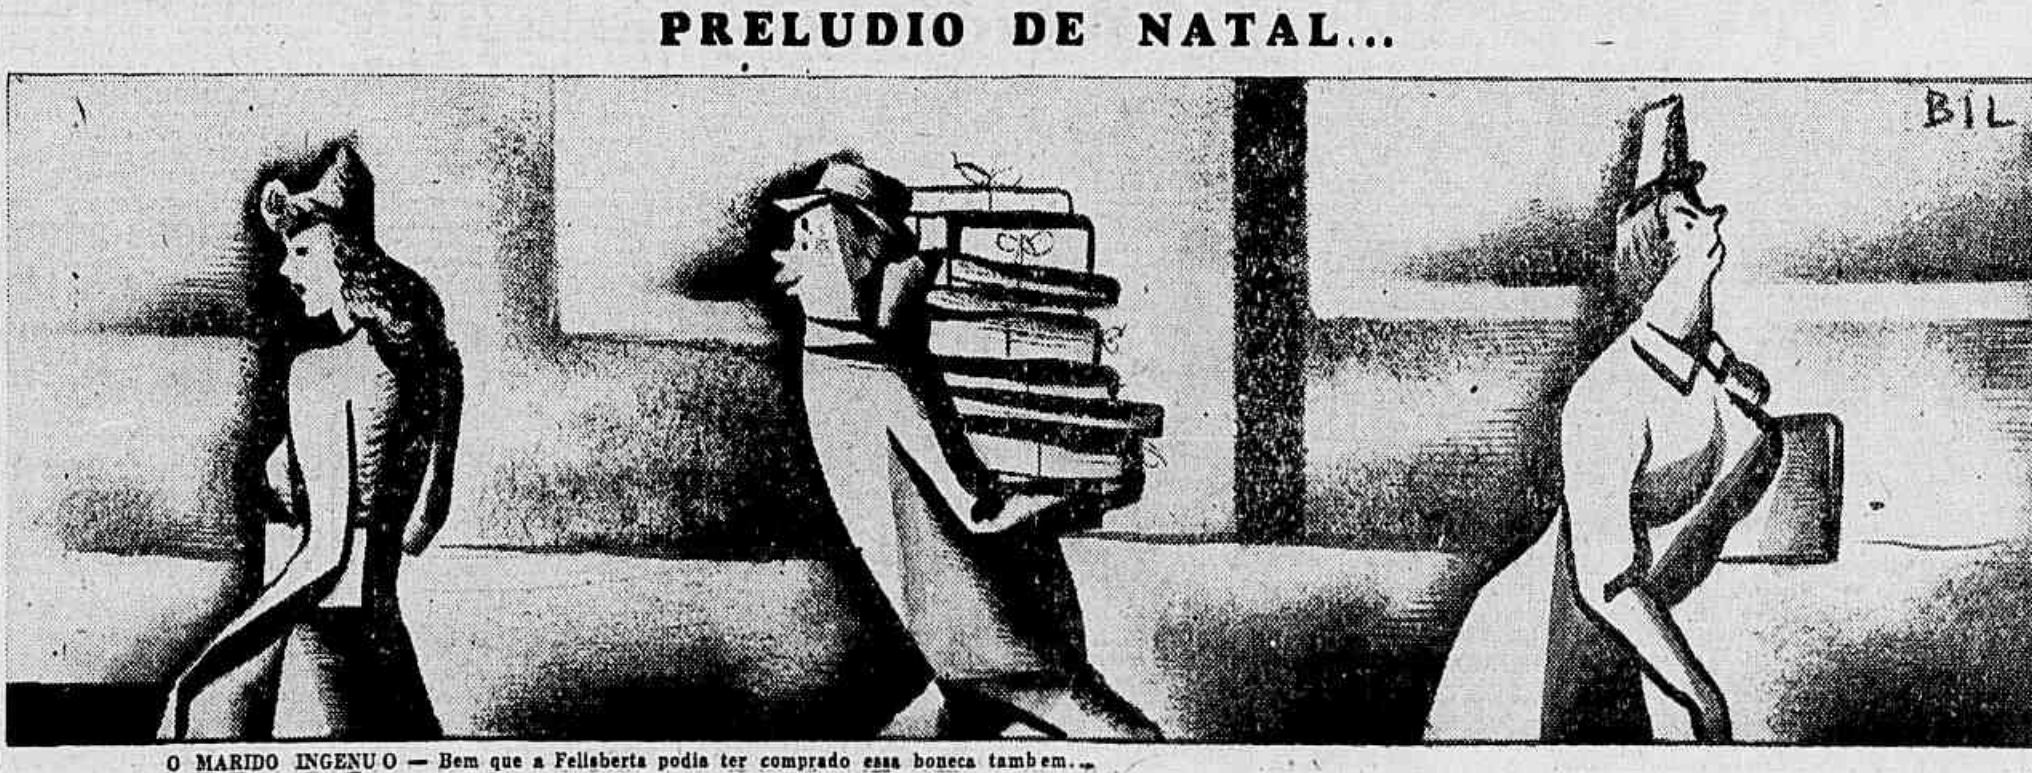 PRELUDIO DE NATAL...
BIL
O MARIDO INGENUO — Bem que a Felisberta podia ter comprado essa boneca tambem...